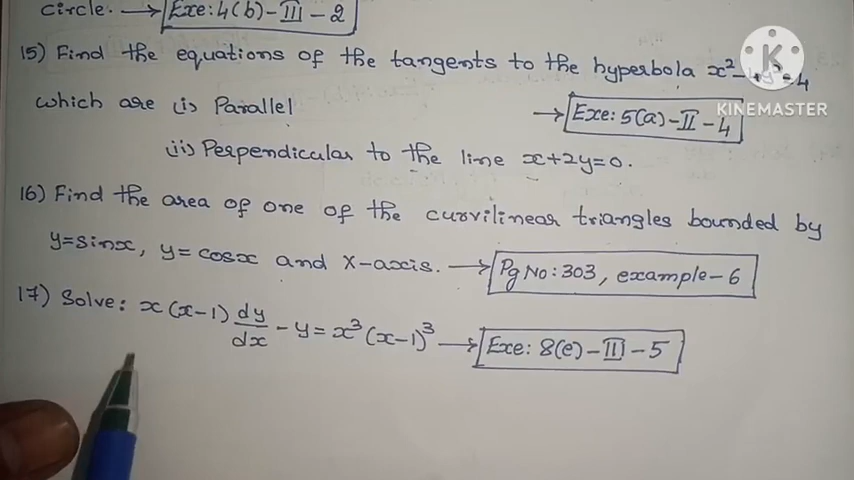 circle. → Exe: 4(b)-III-2
15) Find the equations of the tangents to the hyperbola x²-4y²=4
which are (i) Parallel → Exe: 5(a)-II-4
(ii) Perpendicular to the line x+2y=0.
16) Find the area of one of the curvilinear triangles bounded by
y=sinx, y=cosx and X-axis. → Pg No: 303, example-6
17) Solve: x(x-1) dy/dx - y = x³(x-1)³ → Exe: 8(e)-III-5
K
KINEMASTER